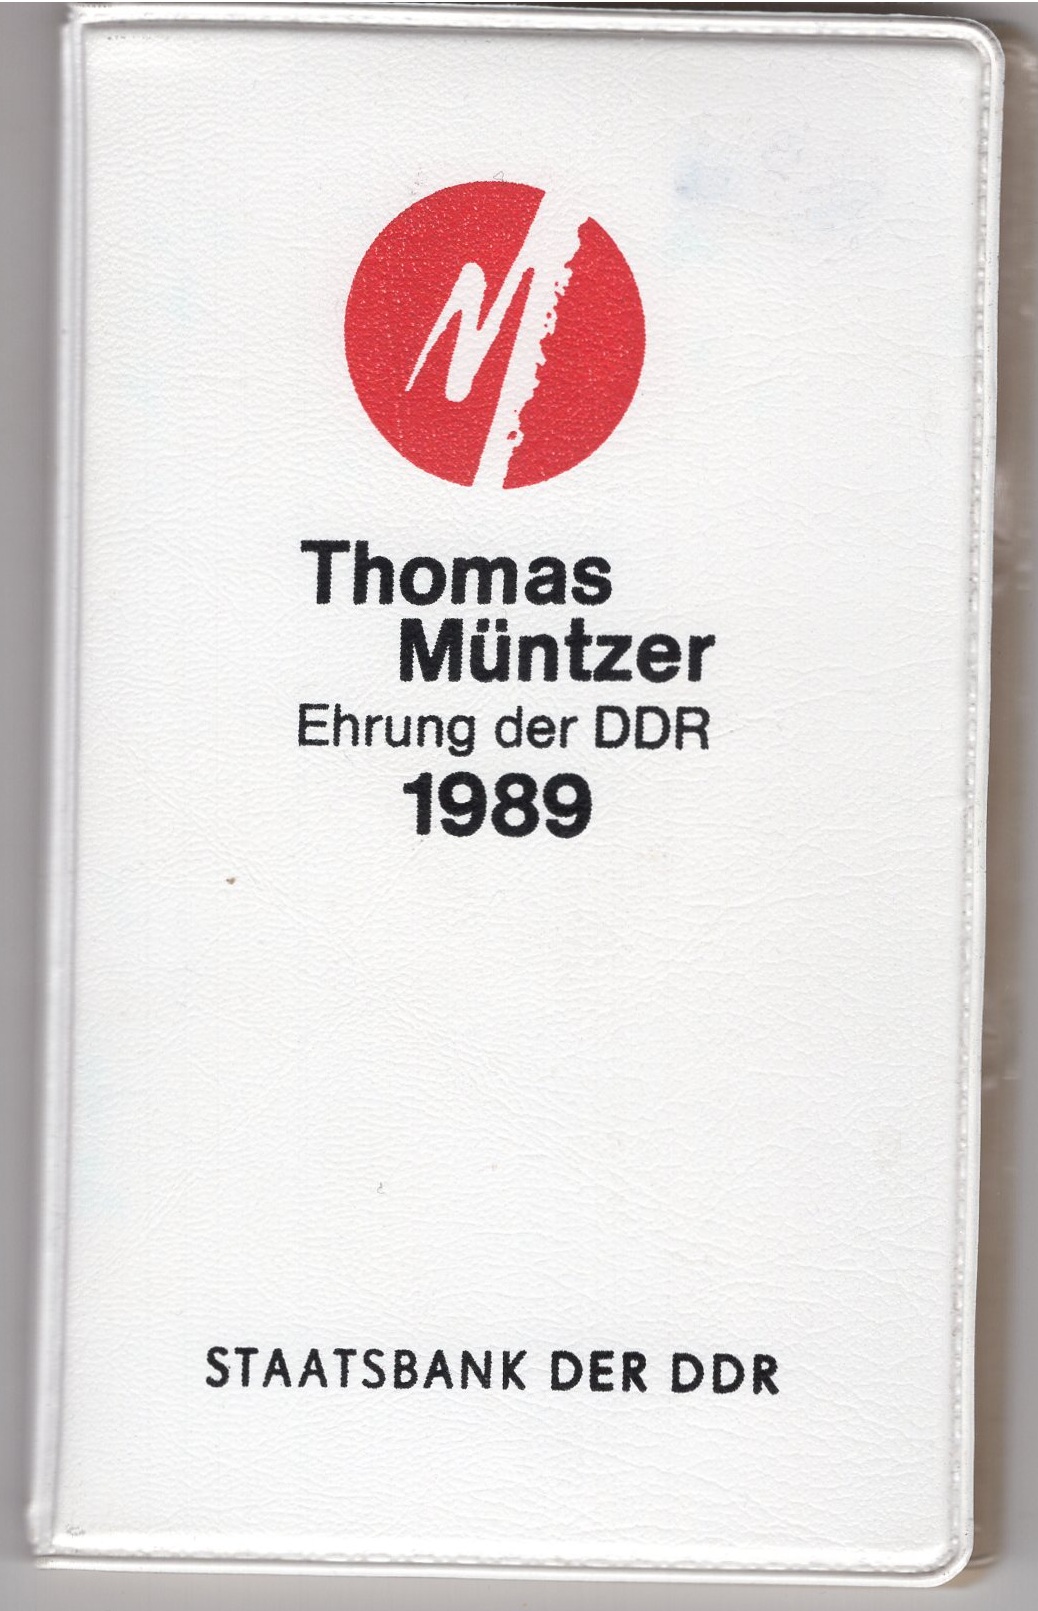 Thomas
Müntzer
Ehrung der DDR
1989
STAATSBANK DER DDR